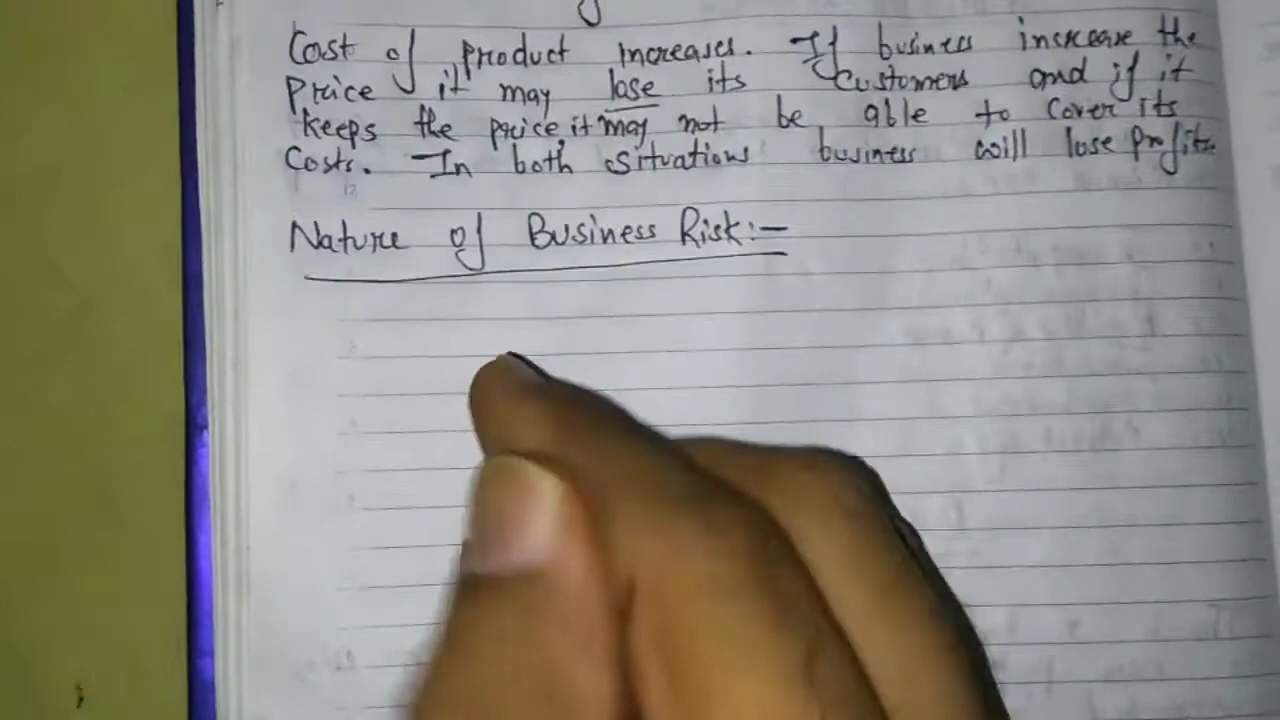 Cost of product increases. If business increase the
Price it may lose its customers and if it
keeps the price, it may not be able to cover its
Costs. In both situations business will lose profits.
Nature of Business Risk:-